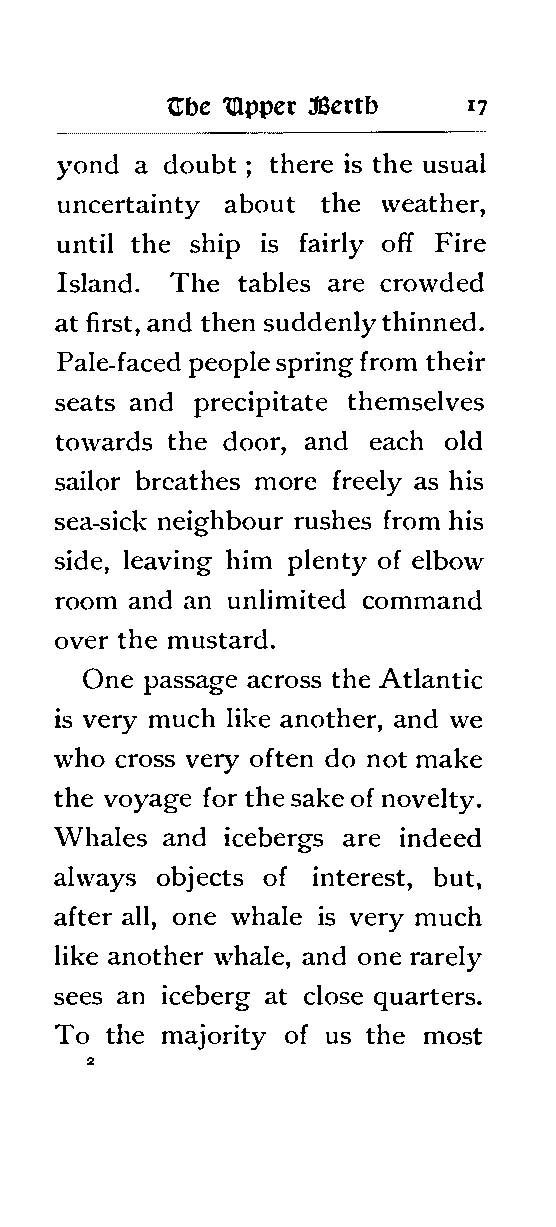 The Upper Berth 17
yond a doubt ; there is the usual
uncertainty about the weather,
until the ship is fairly off Fire
Island. The tables are crowded
at first, and then suddenly thinned.
Pale-faced people spring from their
seats and precipitate themselves
towards the door, and each old
sailor breathes more freely as his
sea-sick neighbour rushes from his
side, leaving him plenty of elbow
room and an unlimited command
over the mustard.
One passage across the Atlantic
is very much like another, and we
who cross very often do not make
the voyage for the sake of novelty.
Whales and icebergs are indeed
always objects of interest, but,
after all, one whale is very much
like another whale, and one rarely
sees an iceberg at close quarters.
To the majority of us the most
2